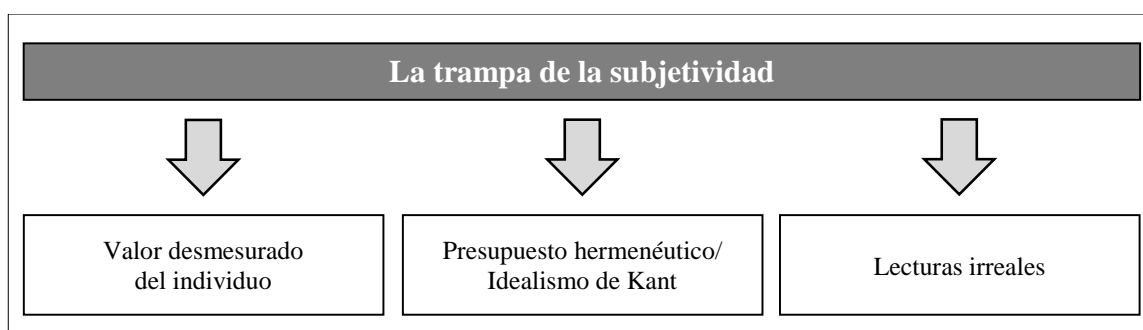 La trampa de la subjetividad
Valor desmesurado
del individuo
Presupuesto hermenéutico/
Idealismo de Kant
Lecturas irreales